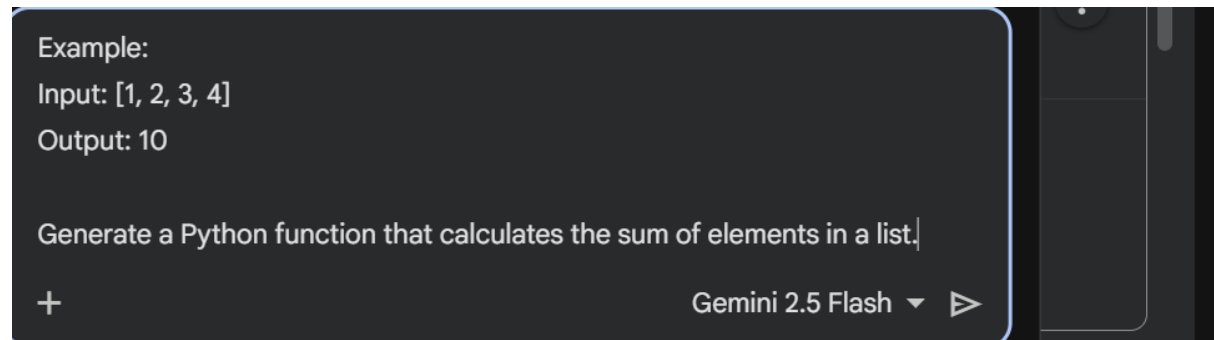 Example:
Input: [1, 2, 3, 4]
Output: 10
Generate a Python function that calculates the sum of elements in a list.
Gemini 2.5 Flash